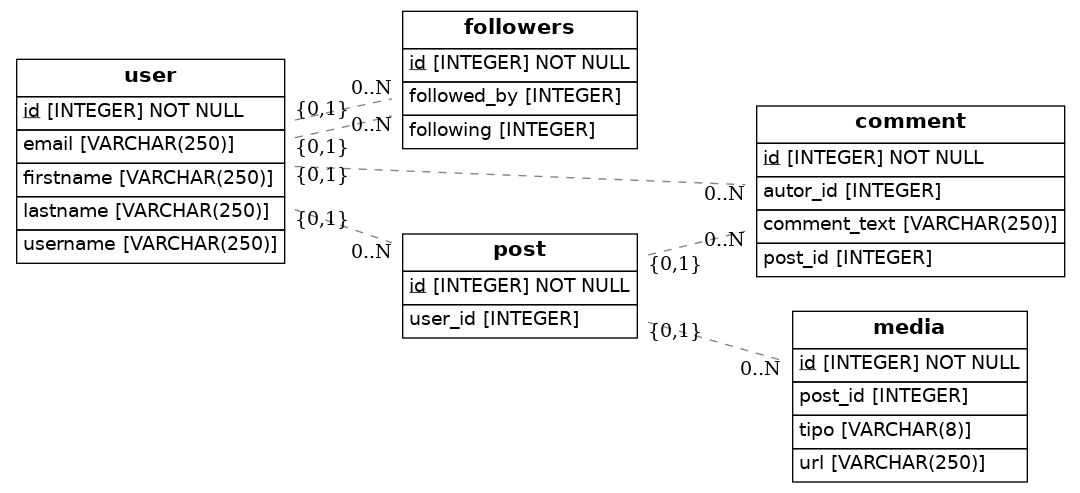 user
id [INTEGER] NOT NULL
email [VARCHAR(250)]
firstname [VARCHAR(250)]
lastname [VARCHAR(250)]
username [VARCHAR(250)]
followers
id [INTEGER] NOT NULL
followed_by [INTEGER]
following [INTEGER]
comment
id [INTEGER] NOT NULL
autor_id [INTEGER]
comment_text [VARCHAR(250)]
post_id [INTEGER]
post
id [INTEGER] NOT NULL
user_id [INTEGER]
media
id [INTEGER] NOT NULL
post_id [INTEGER]
tipo [VARCHAR(8)]
url [VARCHAR(250)]
0..N
{0,1}
0..N
{0,1}
{0,1}
0..N
{0,1}
0..N
0..N
{0,1}
{0,1}
0..N